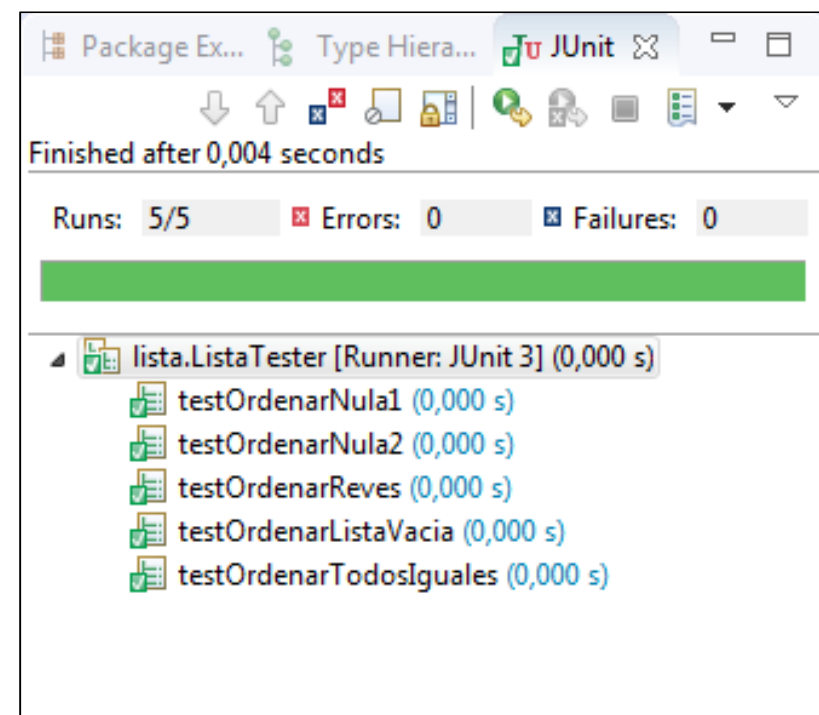 Package Ex... Type Hiera... JUnit
Finished after 0,004 seconds
Runs: 5/5 Errors: 0 Failures: 0
lista.ListaTester [Runner: JUnit 3] (0,000 s)
testOrdenarNula1 (0,000 s)
testOrdenarNula2 (0,000 s)
testOrdenarReves (0,000 s)
testOrdenarListaVacia (0,000 s)
testOrdenarTodosIguales (0,000 s)